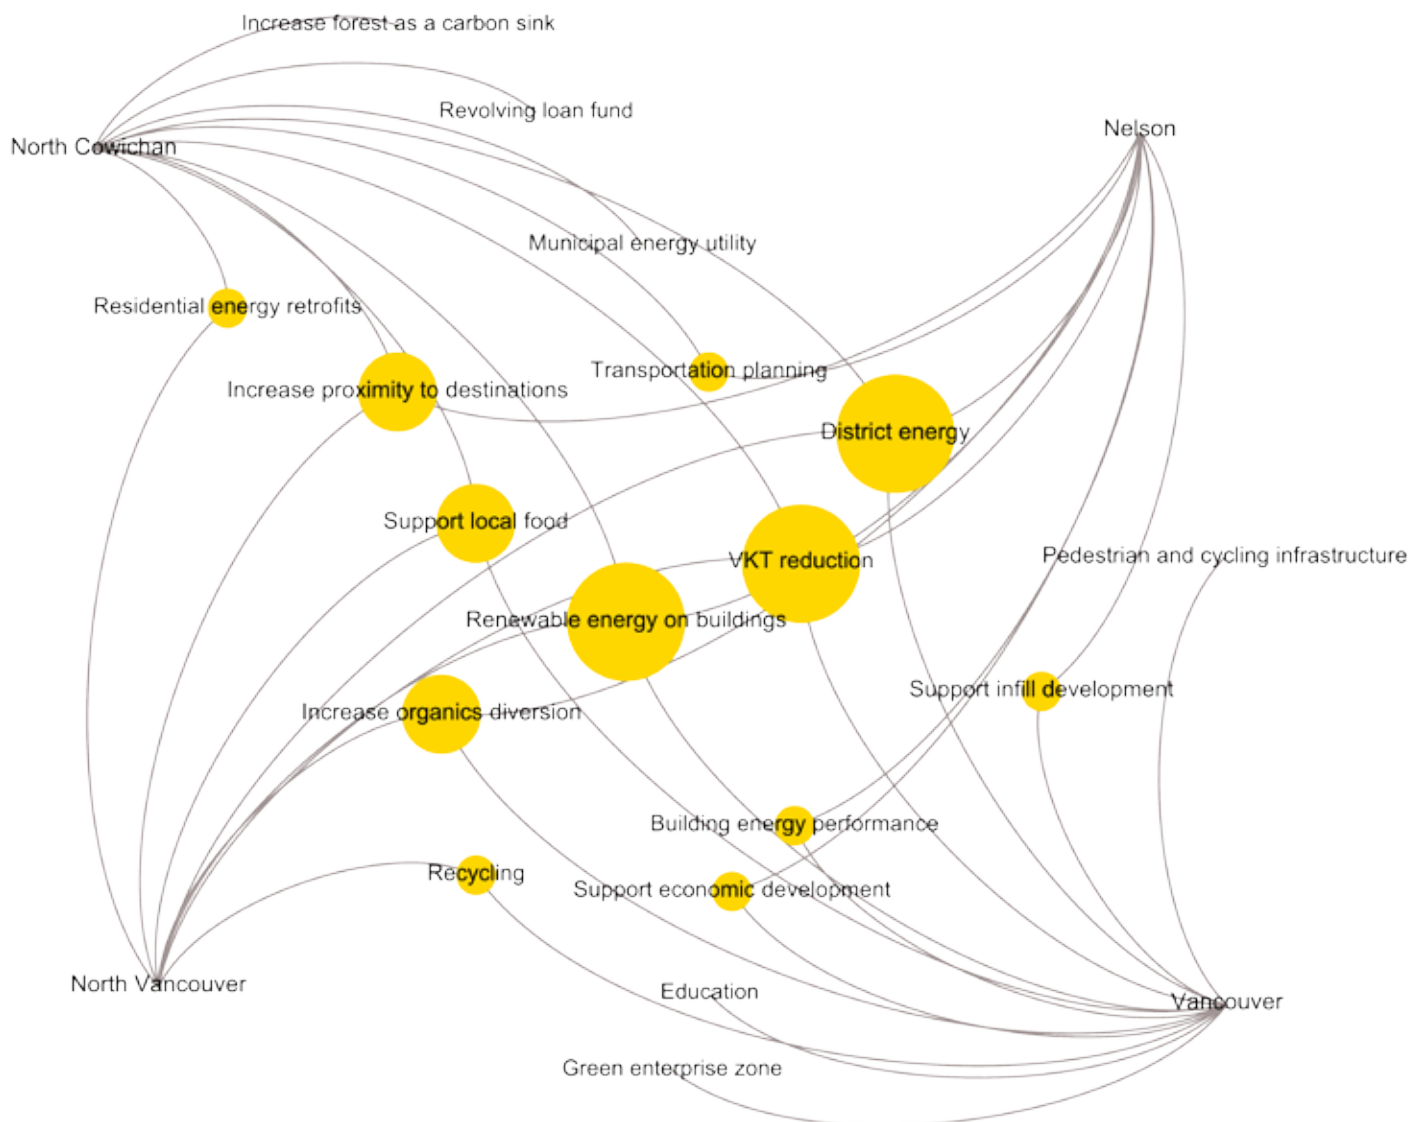 Increase forest as a carbon sink
Revolving loan fund
Nelson
North Cowichan
Municipal energy utility
Residential energy retrofits
Transportation planning
Increase proximity to destinations
District energy
Support local food
Pedestrian and cycling infrastructure
VKT reduction
Renewable energy on buildings
Support infill development
Increase organics diversion
Building energy performance
Recycling
Support economic development
North Vancouver
Education
Vancouver
Green enterprise zone